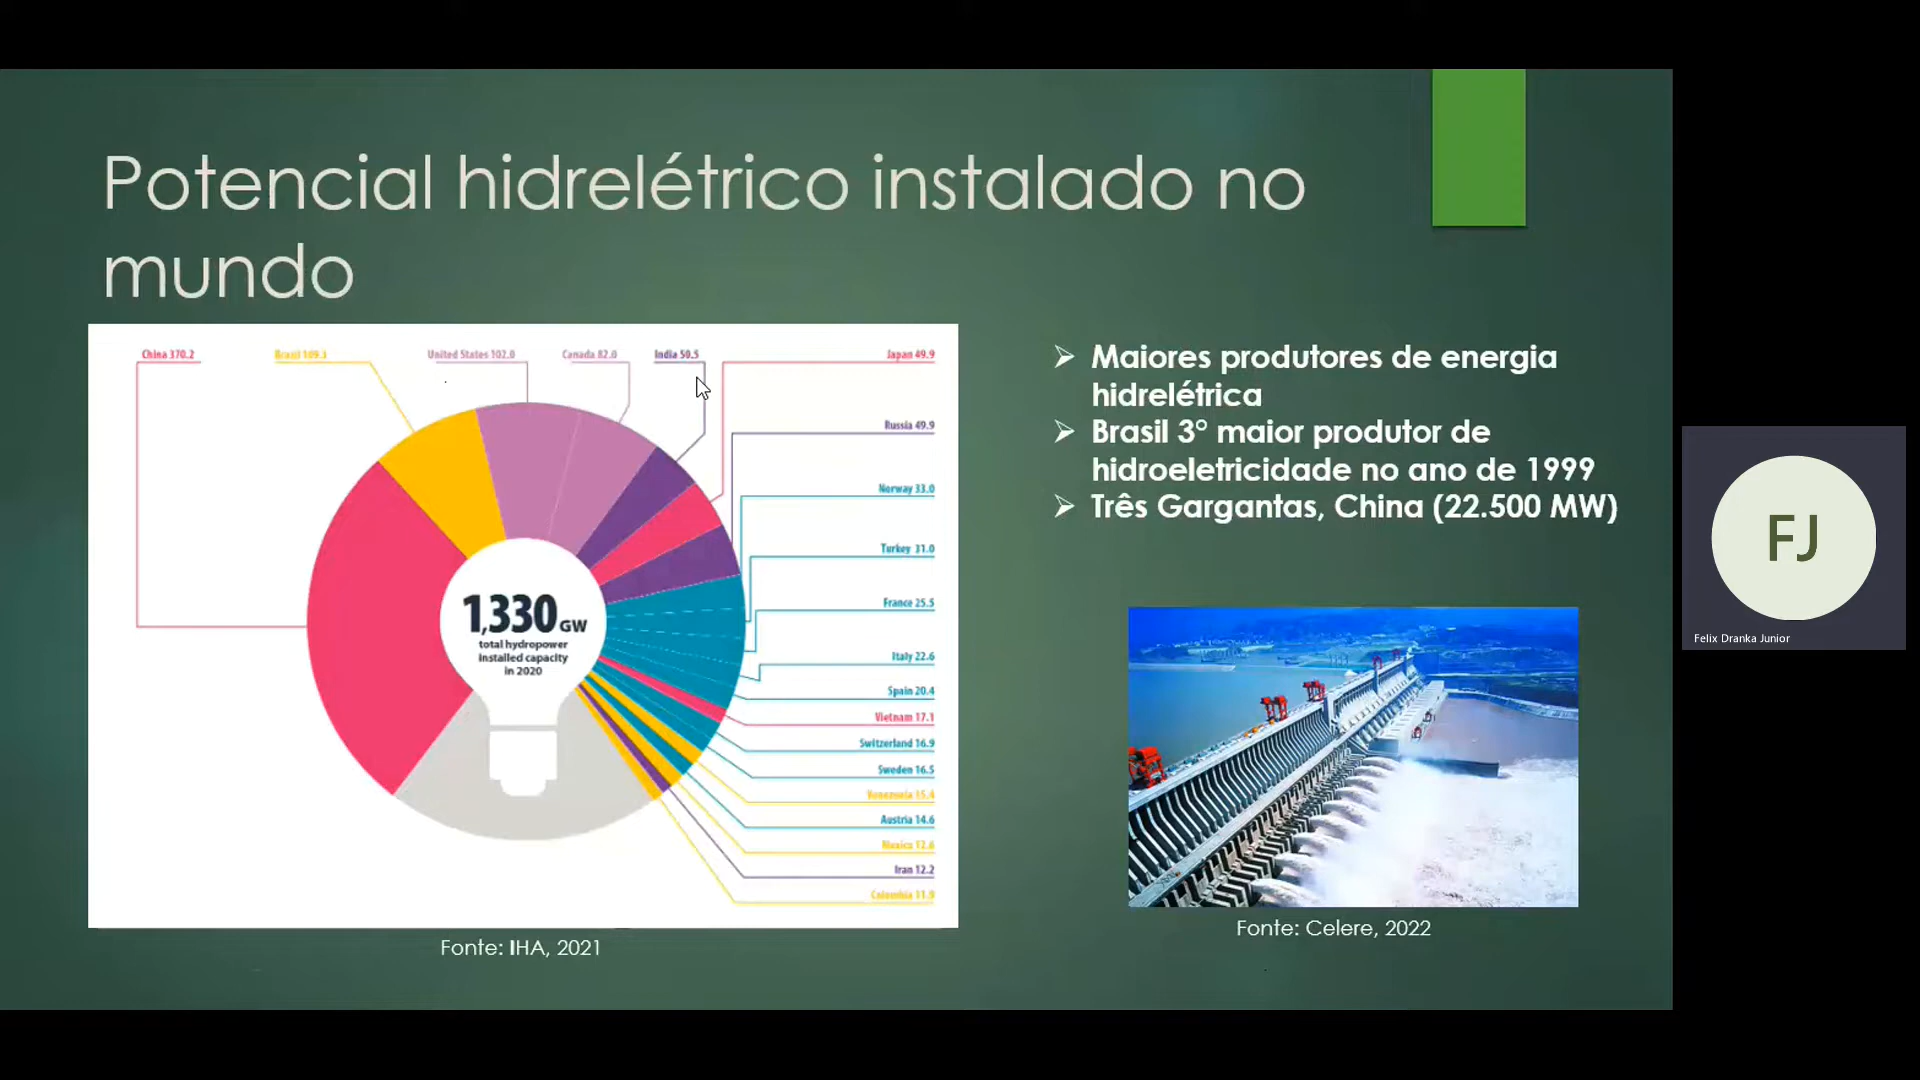 Potencial hidrelétrico instalado no
mundo
China 370.2
Brazil 109.3
United States 102.0
Canada 82.0
India 50.5
Japan 49.9
Russia 49.9
Norway 33.0
Turkey 31.0
France 25.5
Italy 22.6
Spain 20.4
Vietnam 17.1
Switzerland 16.9
Sweden 16.5
Venezuela 15.4
Austria 14.6
Mexico 12.6
Iran 12.2
Colombia 11.9
1,330 GW
total hydropower
installed capacity
in 2020
Fonte: IHA, 2021
Maiores produtores de energia
hidrelétrica
Brasil 3° maior produtor de
hidroeletricidade no ano de 1999
Três Gargantas, China (22.500 MW)
Fonte: Celere, 2022
FJ
Felix Dranka Junior